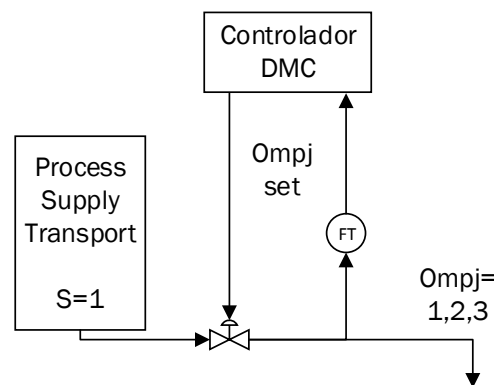 Controlador
DMC
Process
Supply
Transport
S=1
Ompj
set
FT
Ompj=
1,2,3